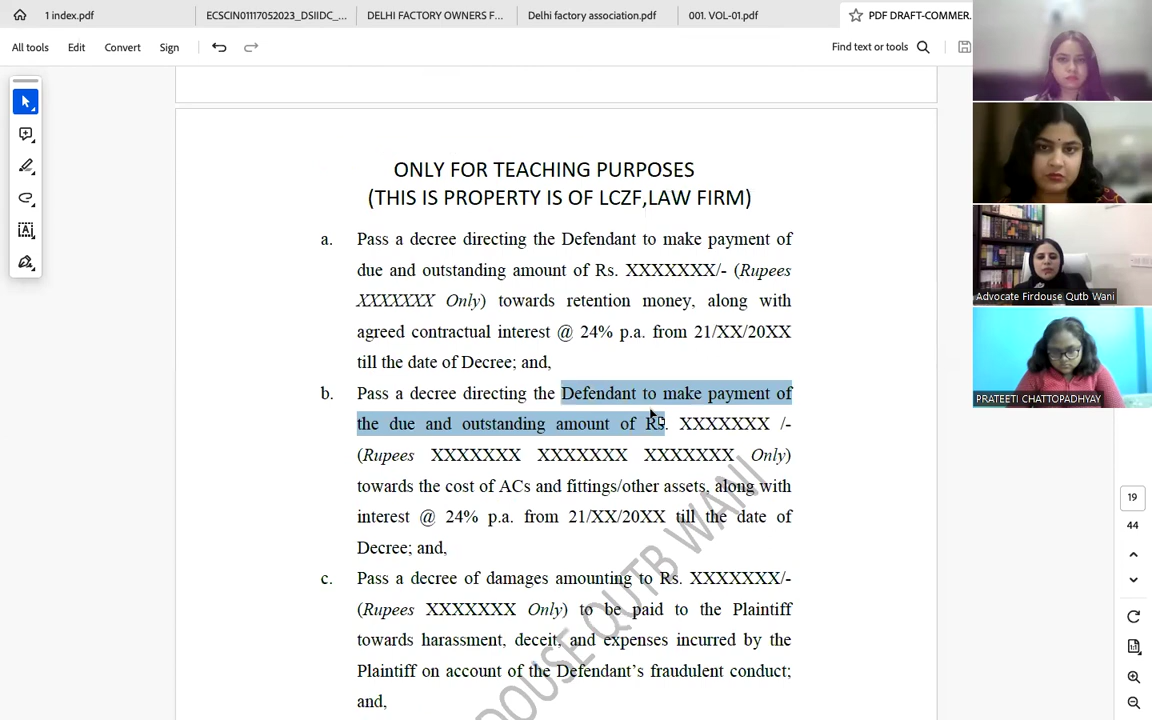 1 index.pdf
ECSCIN01117052023_DSIIDC_...
DELHI FACTORY OWNERS F...
Delhi factory association.pdf
001. VOL-01.pdf
PDF DRAFT-COMMER.
All tools
Edit
Convert
Sign
Find text or tools
ONLY FOR TEACHING PURPOSES
(THIS IS PROPERTY IS OF LCZF,LAW FIRM)
a. Pass a decree directing the Defendant to make payment of
due and outstanding amount of Rs. XXXXXXX/- (Rupees
XXXXXXX Only) towards retention money, along with
agreed contractual interest @ 24% p.a. from 21/XX/20XX
till the date of Decree; and,
b. Pass a decree directing the Defendant to make payment of
the due and outstanding amount of Rs. XXXXXXX /-
(Rupees XXXXXXX XXXXXXX XXXXXXX Only)
towards the cost of ACs and fittings/other assets, along with
interest @ 24% p.a. from 21/XX/20XX till the date of
Decree; and,
c. Pass a decree of damages amounting to Rs. XXXXXXX/-
(Rupees XXXXXXX Only) to be paid to the Plaintiff
towards harassment, deceit, and expenses incurred by the
Plaintiff on account of the Defendant's fraudulent conduct;
and,
DOUSE QUTB WANI
Advocate Firdouse Qutb Wani
PRATEETI CHATTOPADHYAY
19
44